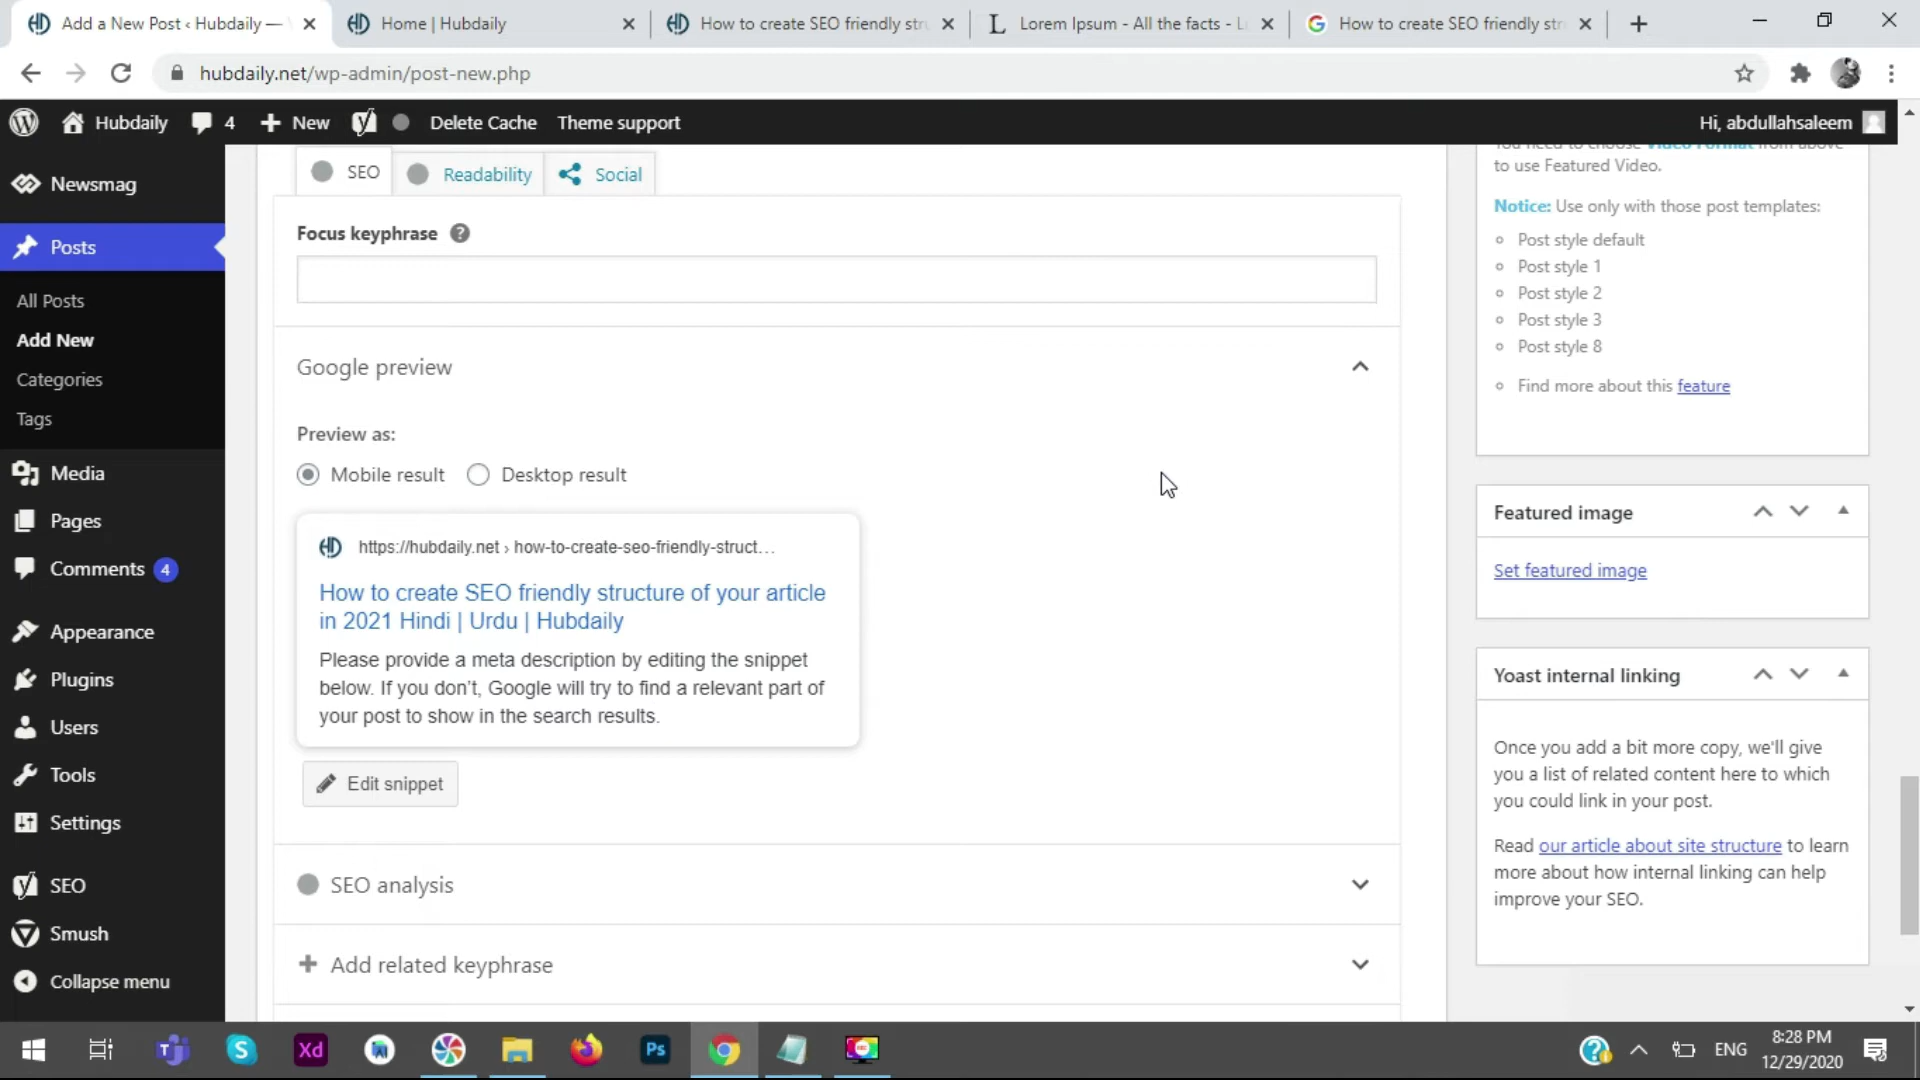 Add a New Post ‹ Hubdaily —
Home | Hubdaily
How to create SEO friendly stru
Lorem Ipsum - All the facts - L
How to create SEO friendly str
hubdaily.net/wp-admin/post-new.php
Hubdaily
4
New
Delete Cache
Theme support
Hi, abdullahsaleem
Newsmag
Posts
All Posts
Add New
Categories
Tags
Media
Pages
Comments 4
Appearance
Plugins
Users
Tools
Settings
SEO
Smush
Collapse menu
SEO
Readability
Social
Focus keyphrase
Google preview
Preview as:
Mobile result
Desktop result
https://hubdaily.net › how-to-create-seo-friendly-struct…
How to create SEO friendly structure of your article
in 2021 Hindi | Urdu | Hubdaily
Please provide a meta description by editing the snippet
below. If you don’t, Google will try to find a relevant part of
your post to show in the search results.
Edit snippet
SEO analysis
Add related keyphrase
You need to choose Video Format from above
to use Featured Video.
Notice: Use only with those post templates:
Post style default
Post style 1
Post style 2
Post style 3
Post style 8
Find more about this feature
Featured image
Set featured image
Yoast internal linking
Once you add a bit more copy, we'll give
you a list of related content here to which
you could link in your post.
Read our article about site structure to learn
more about how internal linking can help
improve your SEO.
Xd
Ps
ENG
8:28 PM
12/29/2020